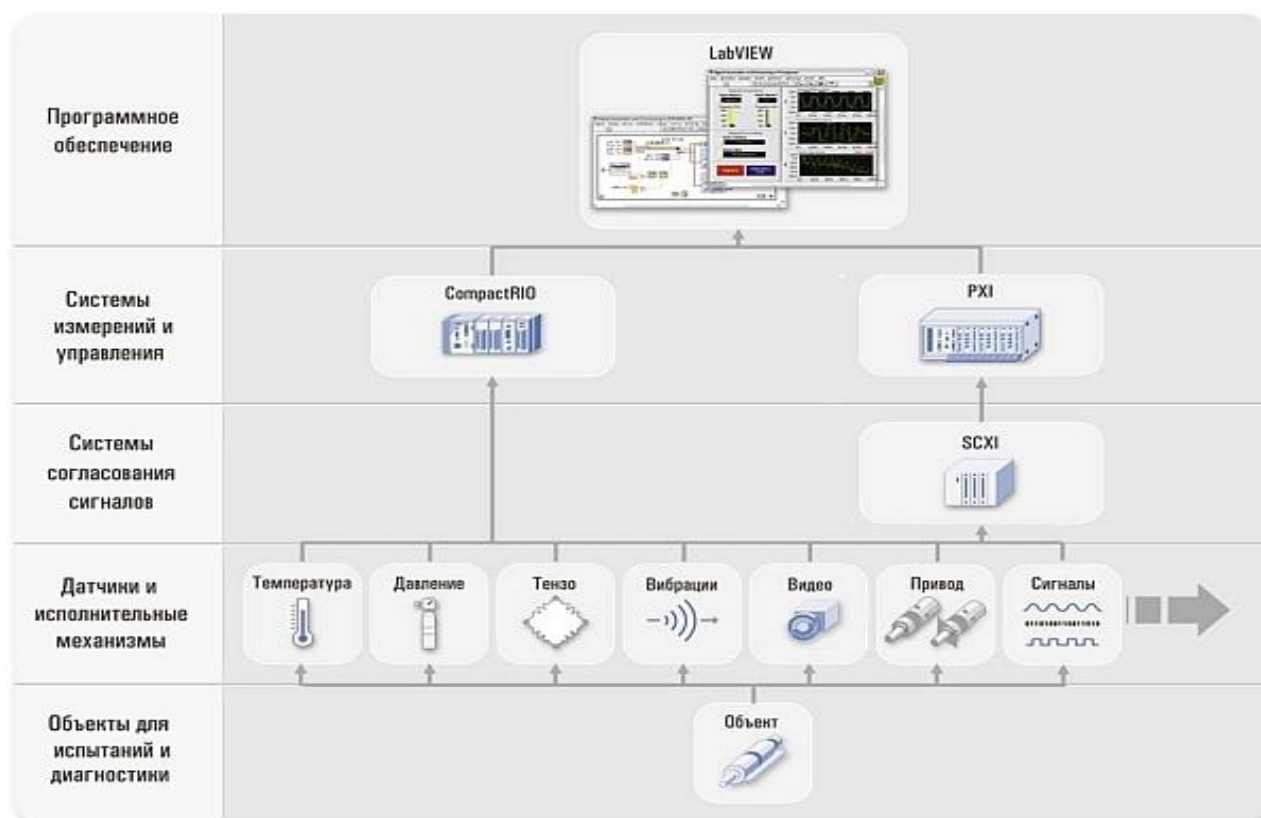 LabVIEW
Программное
обеспечение
Системы
измерений и
управления
CompactRIO
PXI
Системы
согласования
сигналов
SCXI
Датчики и
исполнительные
механизмы
Температура
Давление
Тензо
Вибрации
Видео
Привод
Сигналы
Объекты для
испытаний и
диагностики
Объект